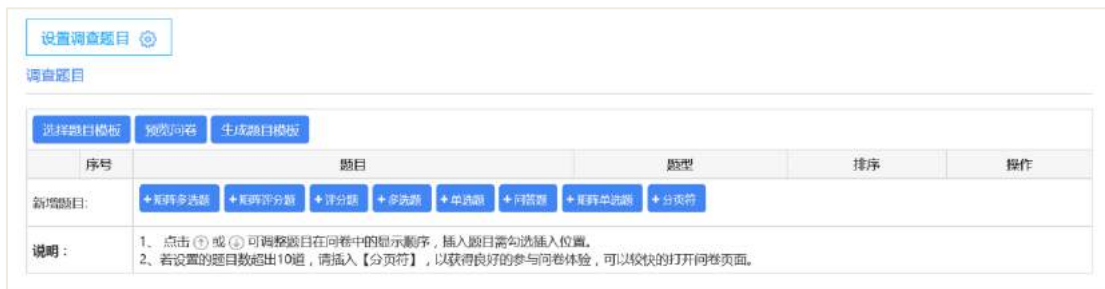 设置调查题目
调查题目
选择题目模板 预览问卷 生成题目模板
序号 题目 题型 排序 操作
新增题目: +矩阵多选题 +矩阵评分题 +评分题 +多选题 +单选题 +问答题 +矩阵单选题 +分页符
说明：
1、 点击 ↑ 或 ↓ 可调整题目在问卷中的显示顺序，插入题目需勾选插入位置。
2、若设置的题目数超出10道，请插入【分页符】，以获得良好的参与问卷体验，可以较快的打开问卷页面。